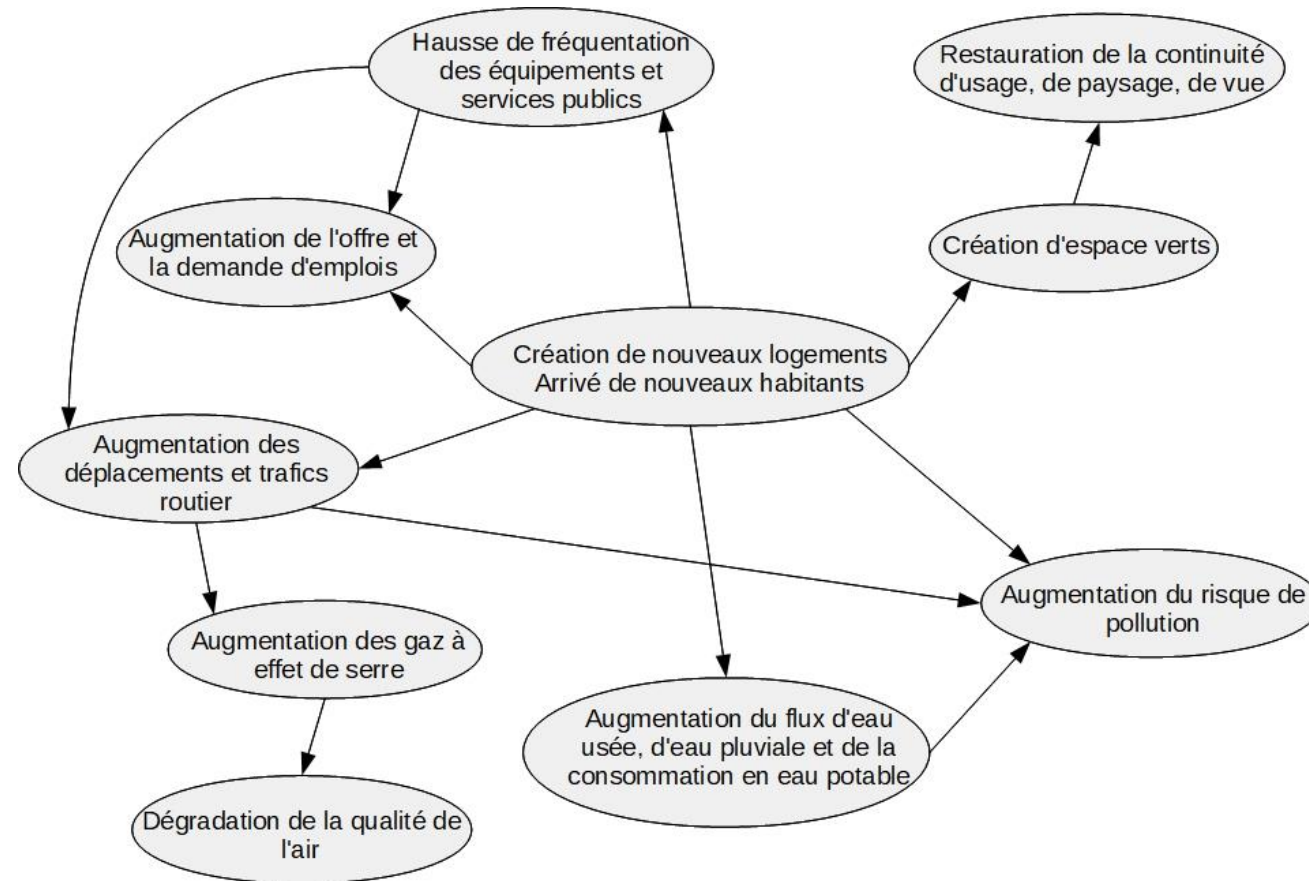 Hausse de fréquentation
des équipements et
services publics
Restauration de la continuité
d'usage, de paysage, de vue
Augmentation de l'offre et
la demande d'emplois
Création d'espace verts
Création de nouveaux logements
Arrivé de nouveaux habitants
Augmentation des
déplacements et trafics
routier
Augmentation du risque de
pollution
Augmentation des gaz à
effet de serre
Augmentation du flux d'eau
usée, d'eau pluviale et de la
consommation en eau potable
Dégradation de la qualité de
l'air